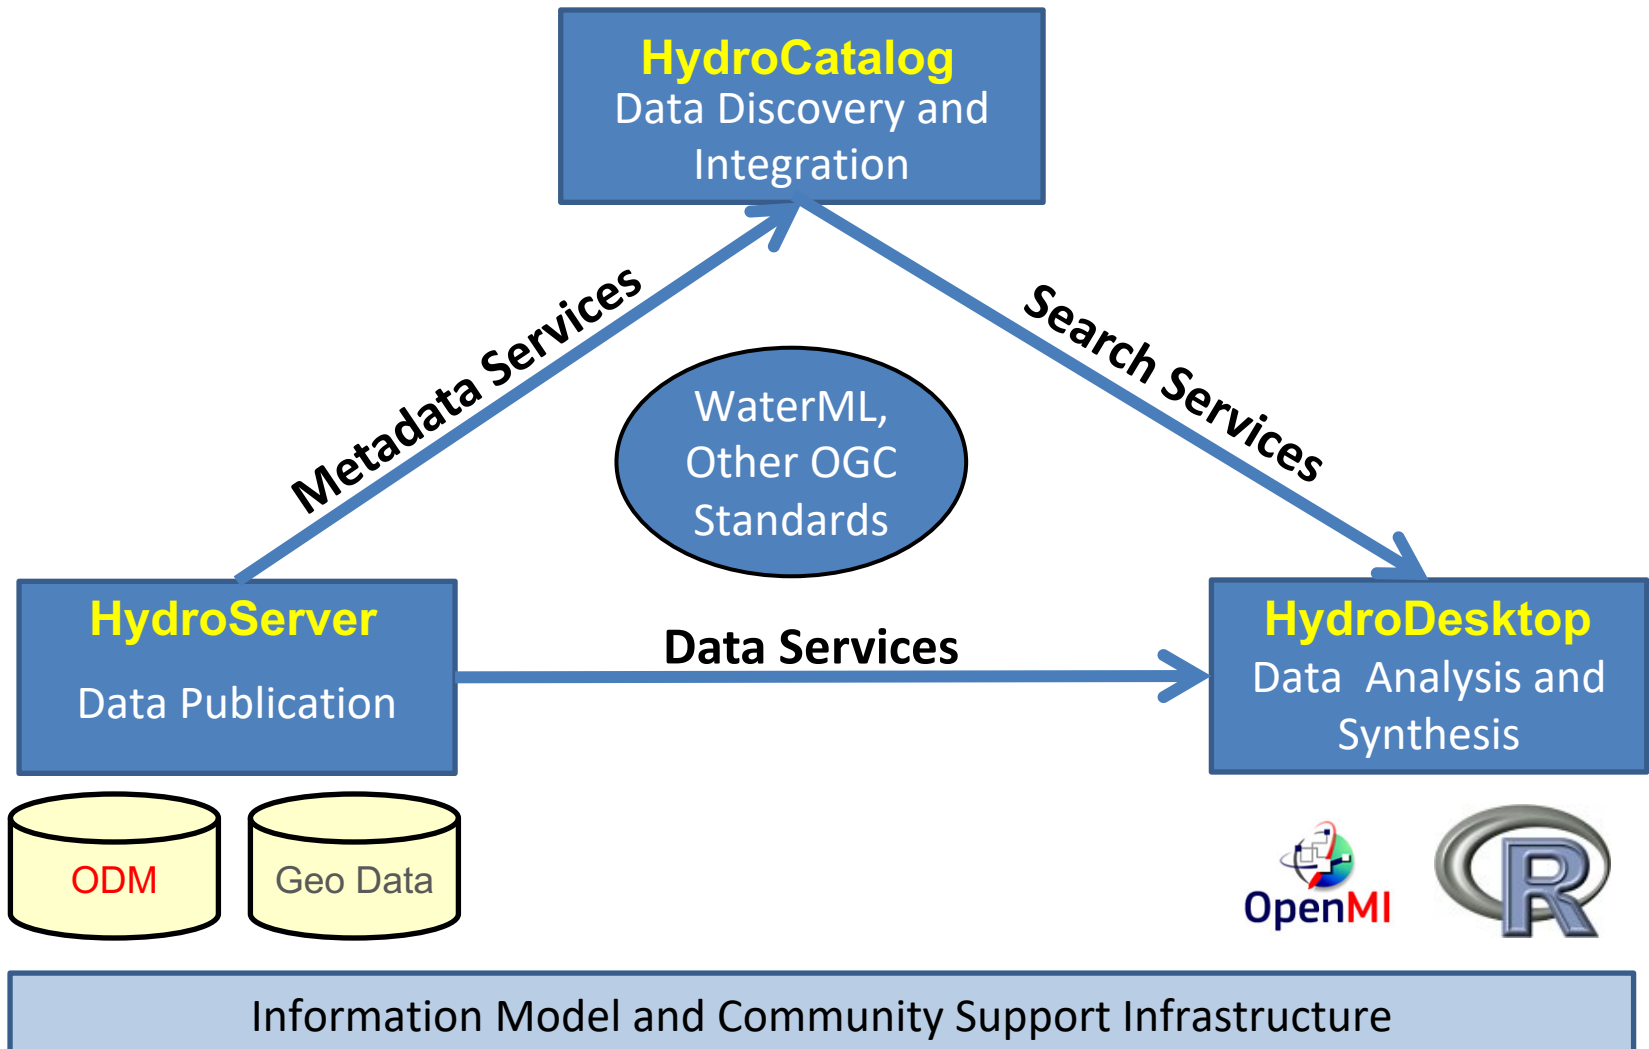 HydroCatalog
Data Discovery and
Integration
Metadata Services
Search Services
WaterML,
Other OGC
Standards
HydroServer
Data Publication
Data Services
HydroDesktop
Data  Analysis and
Synthesis
ODM
Geo Data
OpenMI
R
Information Model and Community Support Infrastructure